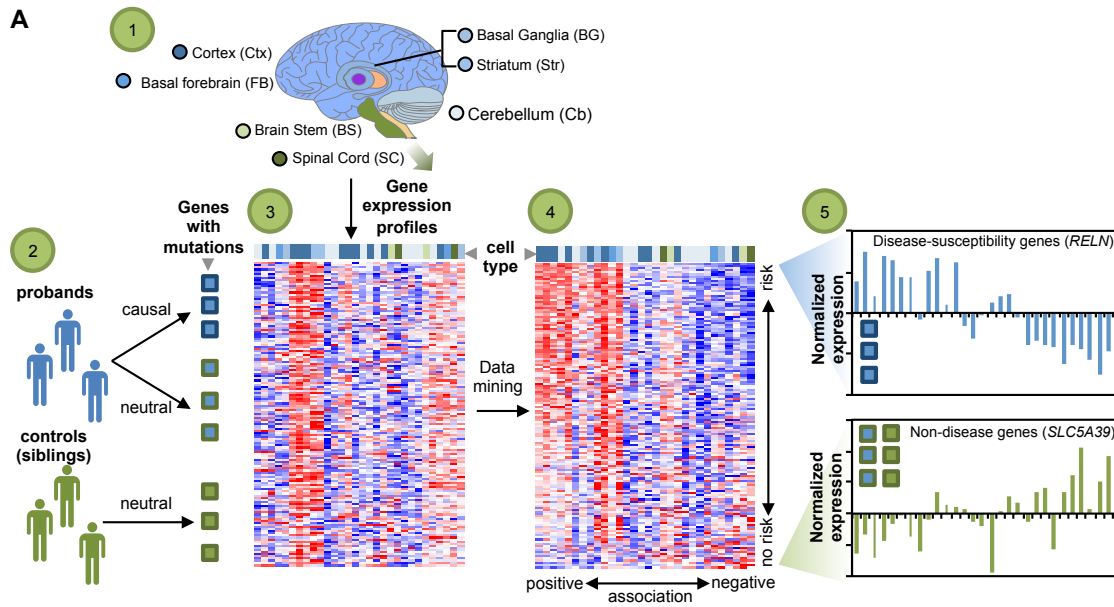 A
1
Cortex (Ctx)
Basal forebrain (FB)
Basal Ganglia (BG)
Striatum (Str)
Cerebellum (Cb)
Brain Stem (BS)
Spinal Cord (SC)
2
probands
controls
(siblings)
causal
neutral
neutral
Genes
with
mutations
3
Gene
expression
profiles
cell
type
Data
mining
4
risk
no risk
positive
negative
association
5
Normalized
expression
Disease-susceptibility genes (RELN)
Normalized
expression
Non-disease genes (SLC5A39)